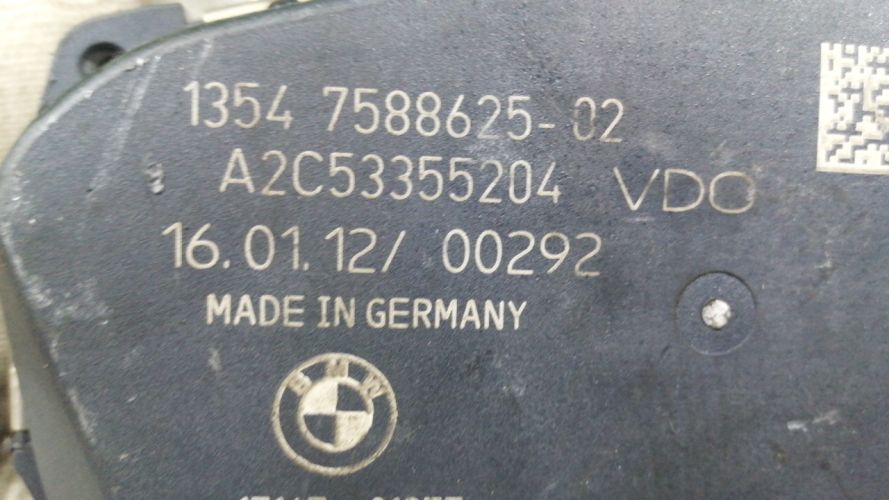 1354 7588625-02
A2C53355204 VDO
16.01.12/ 00292
MADE IN GERMANY
BMW